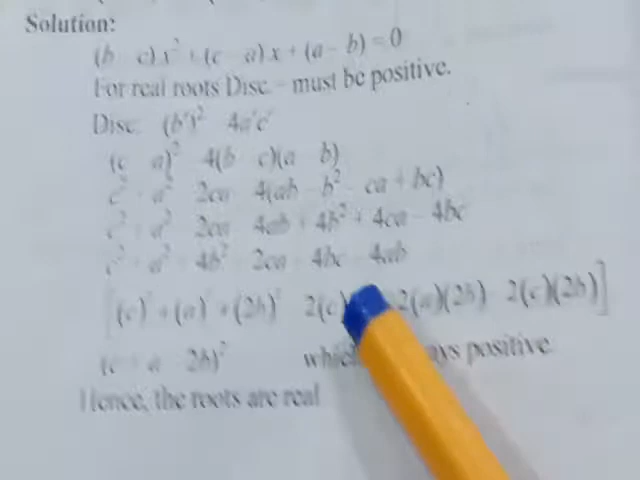 Solution:
(b c) x² + (c a) x + (a − b) = 0
For real roots Disc − must be positive.
Disc. (b')² 4a'c'
(c a)² 4(b c)(a b)
c² a² 2ca 4(ab b² ca + bc)
c² a² 2ca 4ab + 4b² + 4ca − 4bc
c² + a² + 4b² 2ca − 4bc 4ab
[(c)² + (a)² + (2b)² 2(c) 2(a)(2b) 2(c)(2b)]
(c + a 2b)² positive
Hence, the roots are real